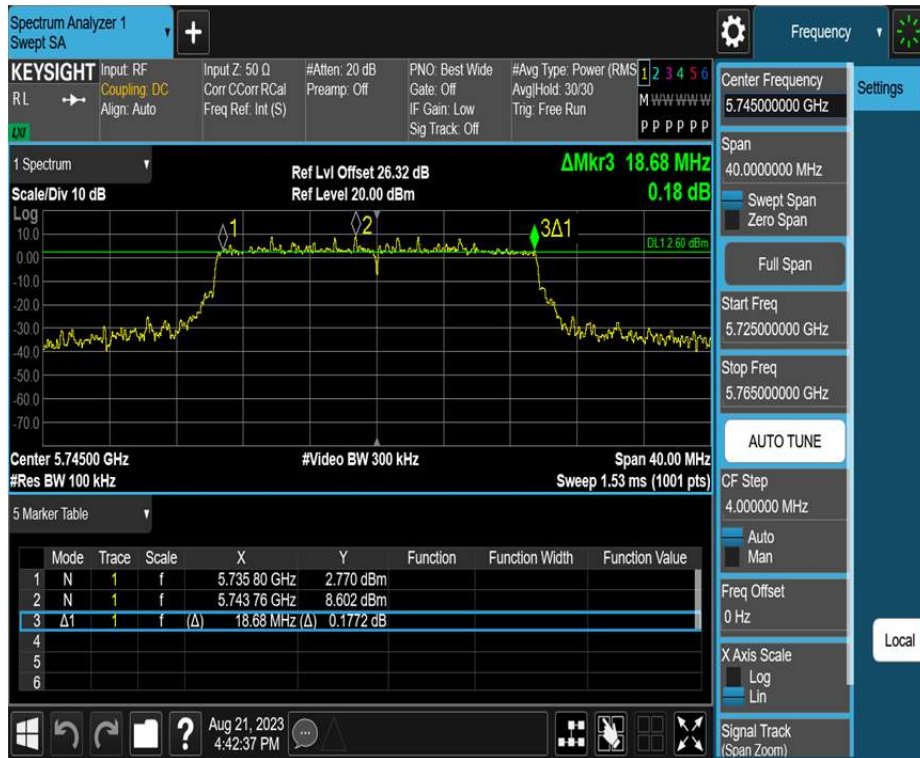 Spectrum Analyzer 1
Swept SA
+
Frequency
KEYSIGHT
RL
LXI
Input: RF
Coupling: DC
Align: Auto
Input Z: 50 Ω
Corr CCorr RCal
Freq Ref: Int (S)
#Atten: 20 dB
Preamp: Off
PNO: Best Wide
Gate: Off
IF Gain: Low
Sig Track: Off
#Avg Type: Power (RMS
Avg|Hold: 30/30
Trig: Free Run
1 2 3 4 5 6
M W W W W W
P P P P P P
Center Frequency
5.745000000 GHz
Settings
Span
40.0000000 MHz
Swept Span
Zero Span
Full Span
Start Freq
5.725000000 GHz
Stop Freq
5.765000000 GHz
AUTO TUNE
CF Step
4.000000 MHz
Auto
Man
Freq Offset
0 Hz
X Axis Scale
Log
Lin
Signal Track
(Span Zoom)
Local
1 Spectrum
Scale/Div 10 dB
Ref Lvl Offset 26.32 dB
Ref Level 20.00 dBm
ΔMkr3 18.68 MHz
0.18 dB
Log
10.0
0.00
-10.0
-20.0
-30.0
-40.0
-50.0
-60.0
-70.0
1
2
3Δ1
DL1 2.60 dBm
Center 5.74500 GHz
#Video BW 300 kHz
Span 40.00 MHz
#Res BW 100 kHz
Sweep 1.53 ms (1001 pts)
5 Marker Table
Mode Trace Scale X Y Function Function Width Function Value
1 N 1 f 5.735 80 GHz 2.770 dBm
2 N 1 f 5.743 76 GHz 8.602 dBm
3 Δ1 1 f (Δ) 18.68 MHz (Δ) 0.1772 dB
4
5
6
?
Aug 21, 2023
4:42:37 PM